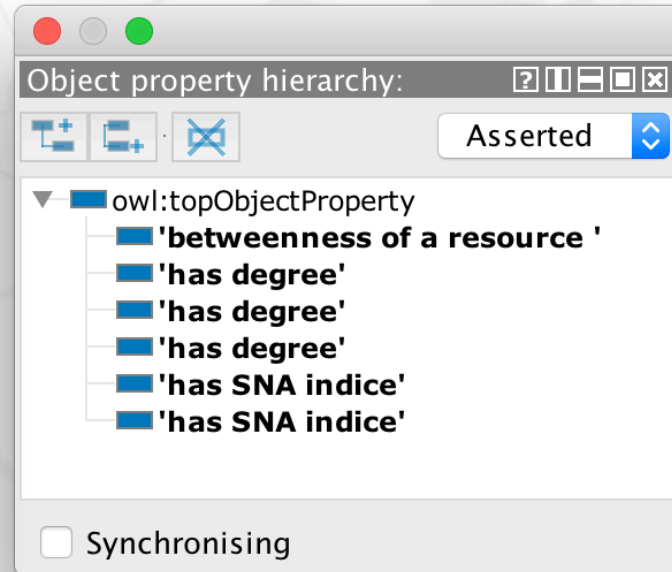 Object property hierarchy:
Asserted
owl:topObjectProperty
'betweenness of a resource '
'has degree'
'has degree'
'has degree'
'has SNA indice'
'has SNA indice'
Synchronising